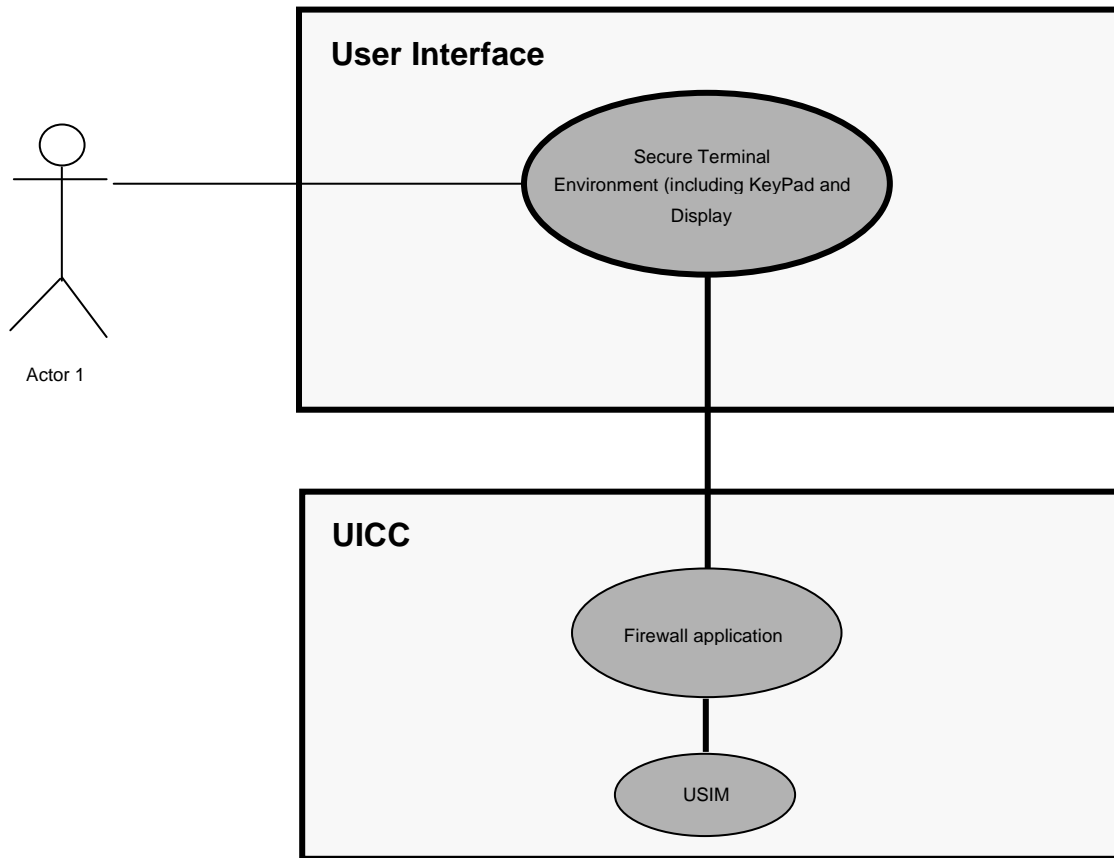 User Interface
Secure Terminal
Environment (including KeyPad and
Display
Actor 1
UICC
Firewall application
USIM